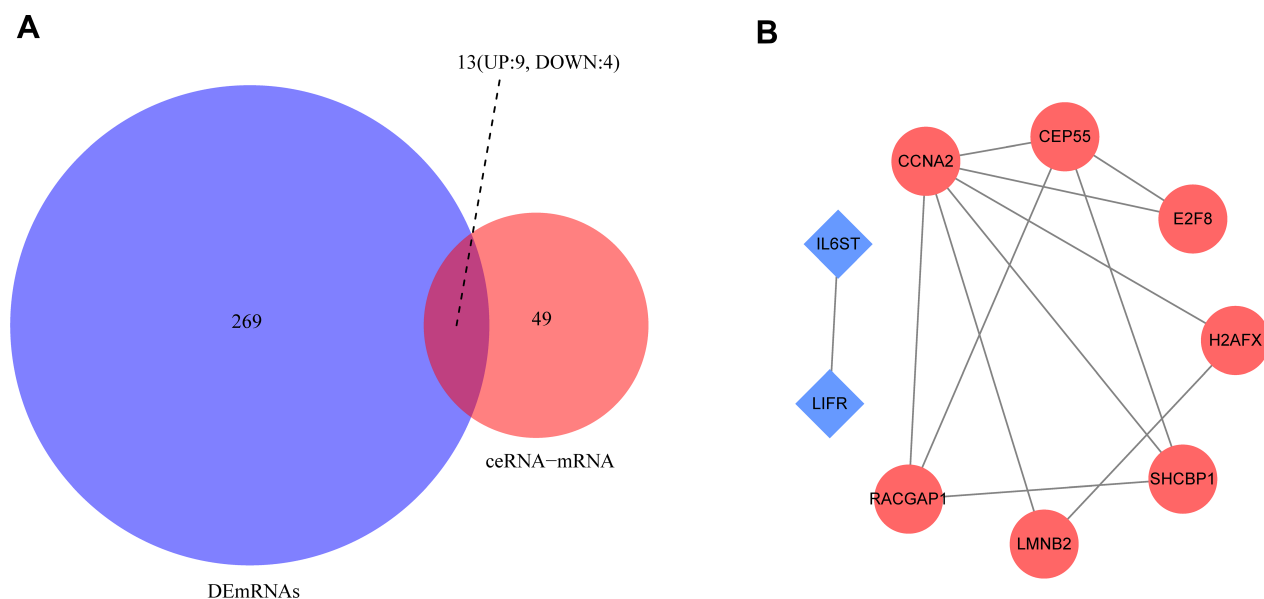 A
13(UP:9, DOWN:4)
269
49
ceRNA−mRNA
DEmRNAs
B
CEP55
CCNA2
E2F8
IL6ST
H2AFX
LIFR
SHCBP1
RACGAP1
LMNB2